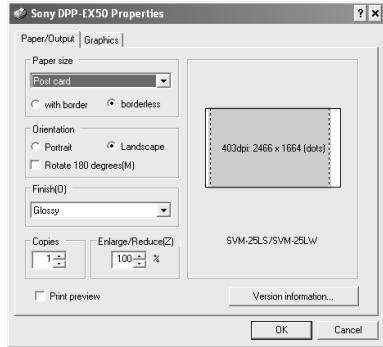 Sony DPP-EX50 Properties
Paper/Output Graphics
Paper size
Post card
with border borderless
Orientation
Portrait Landscape
Rotate 180 degrees(M)
Finish(O)
Glossy
Copies
1
Enlarge/Reduce(Z)
100 %
Print preview
403dpi: 2466 x 1664 (dots)
SVM-25LS/SVM-25LW
Version information...
OK Cancel